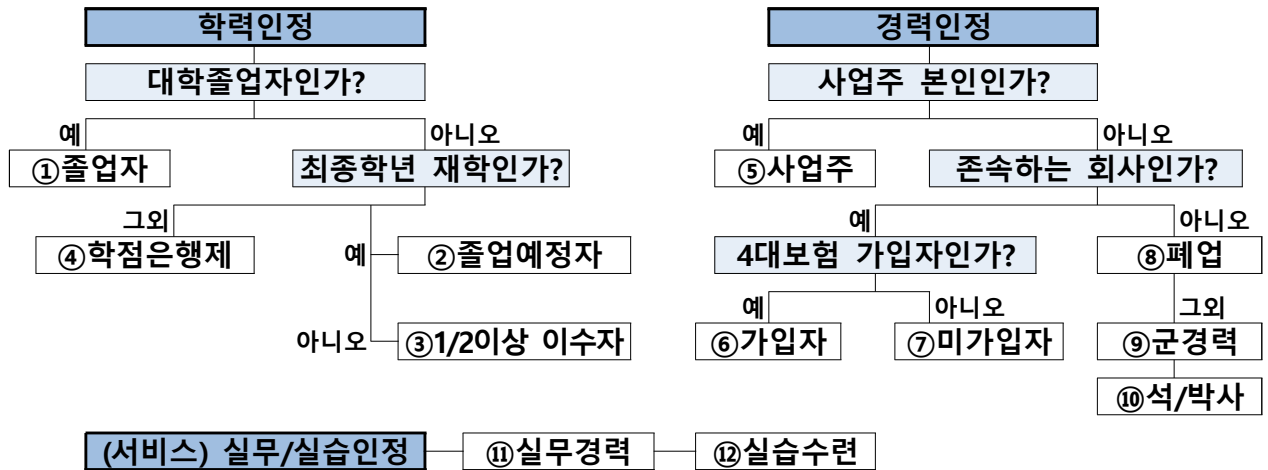 학력인정
대학졸업자인가?
예
아니오
①졸업자
최종학년 재학인가?
그외
④학점은행제
예
②졸업예정자
아니오
③1/2이상 이수자
경력인정
사업주 본인인가?
예
아니오
⑤사업주
존속하는 회사인가?
예
아니오
4대보험 가입자인가?
⑧폐업
예
아니오
그외
⑥가입자
⑦미가입자
⑨군경력
⑩석/박사
(서비스) 실무/실습인정
⑪실무경력
⑫실습수련